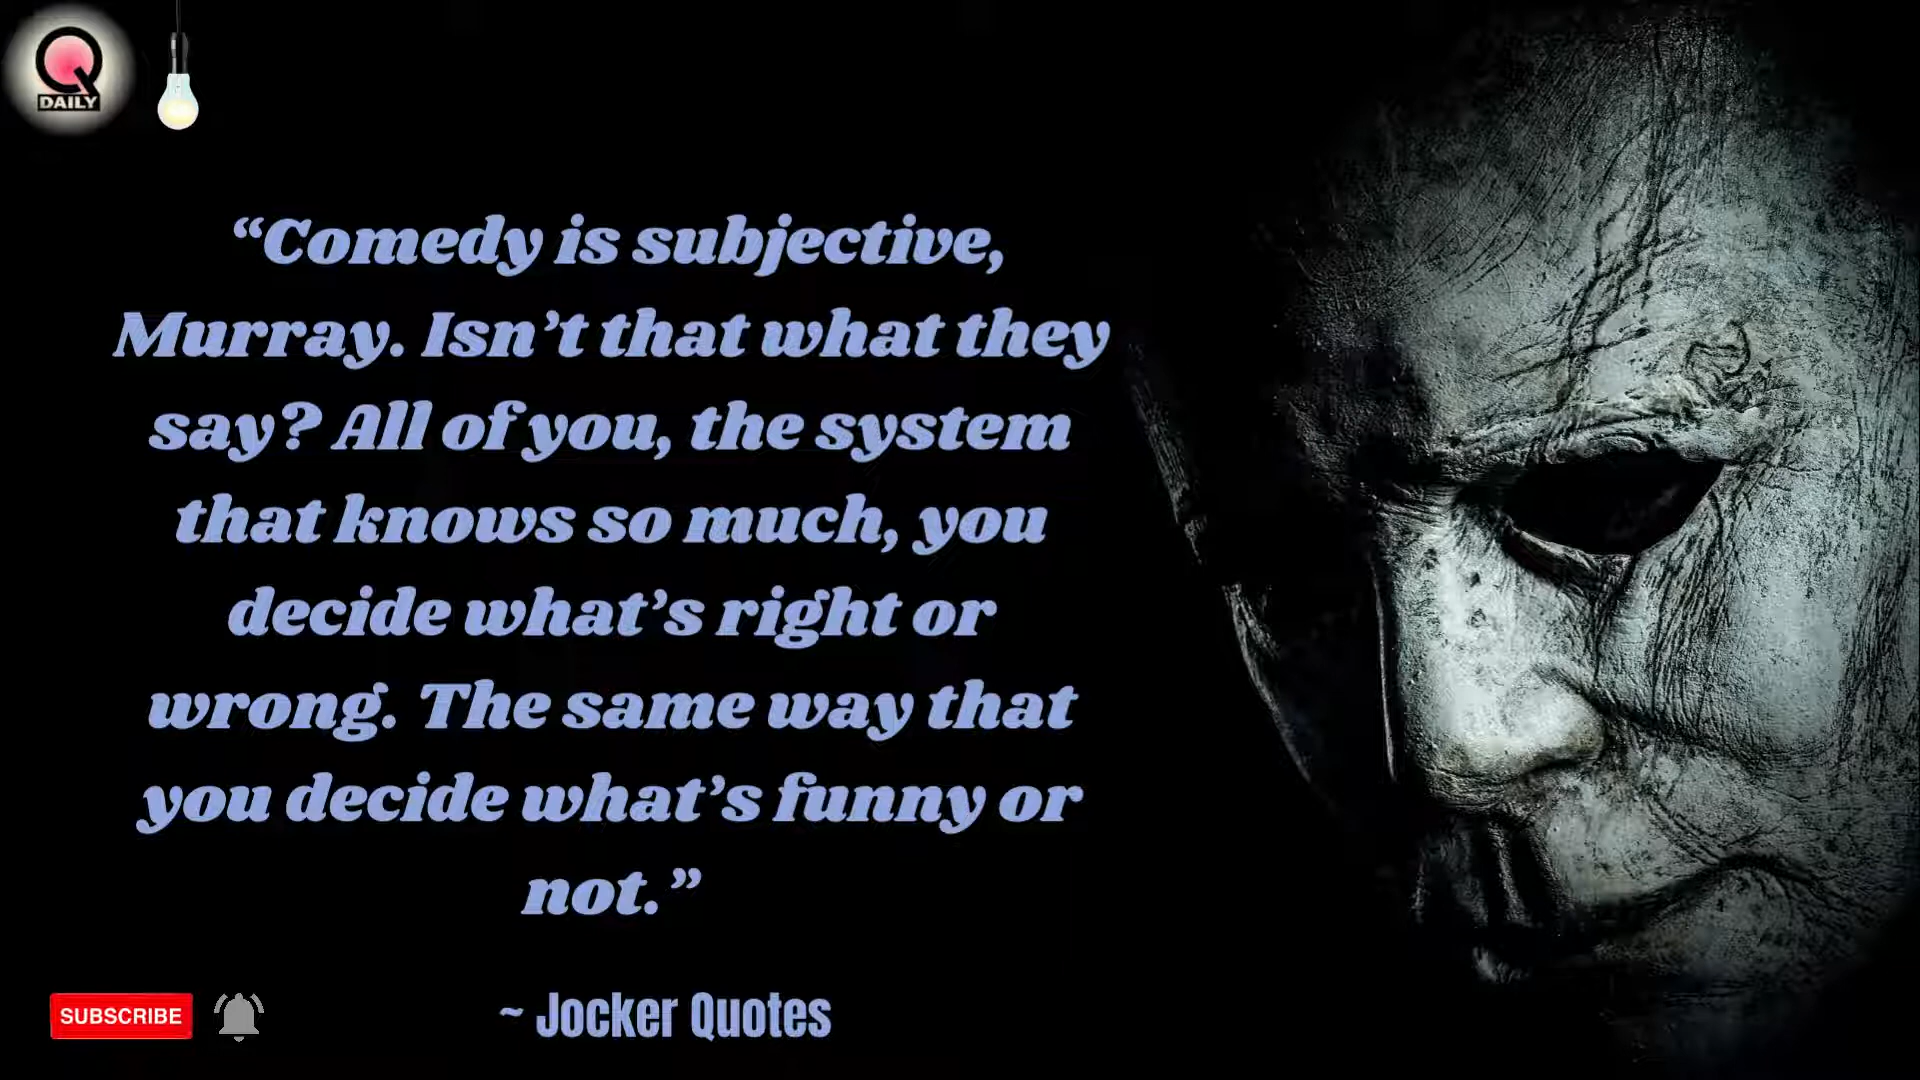 Q
DAILY
“Comedy is subjective,
Murray. Isn’t that what they
say? All of you, the system
that knows so much, you
decide what’s right or
wrong. The same way that
you decide what’s funny or
not.”
~ Jocker Quotes
SUBSCRIBE